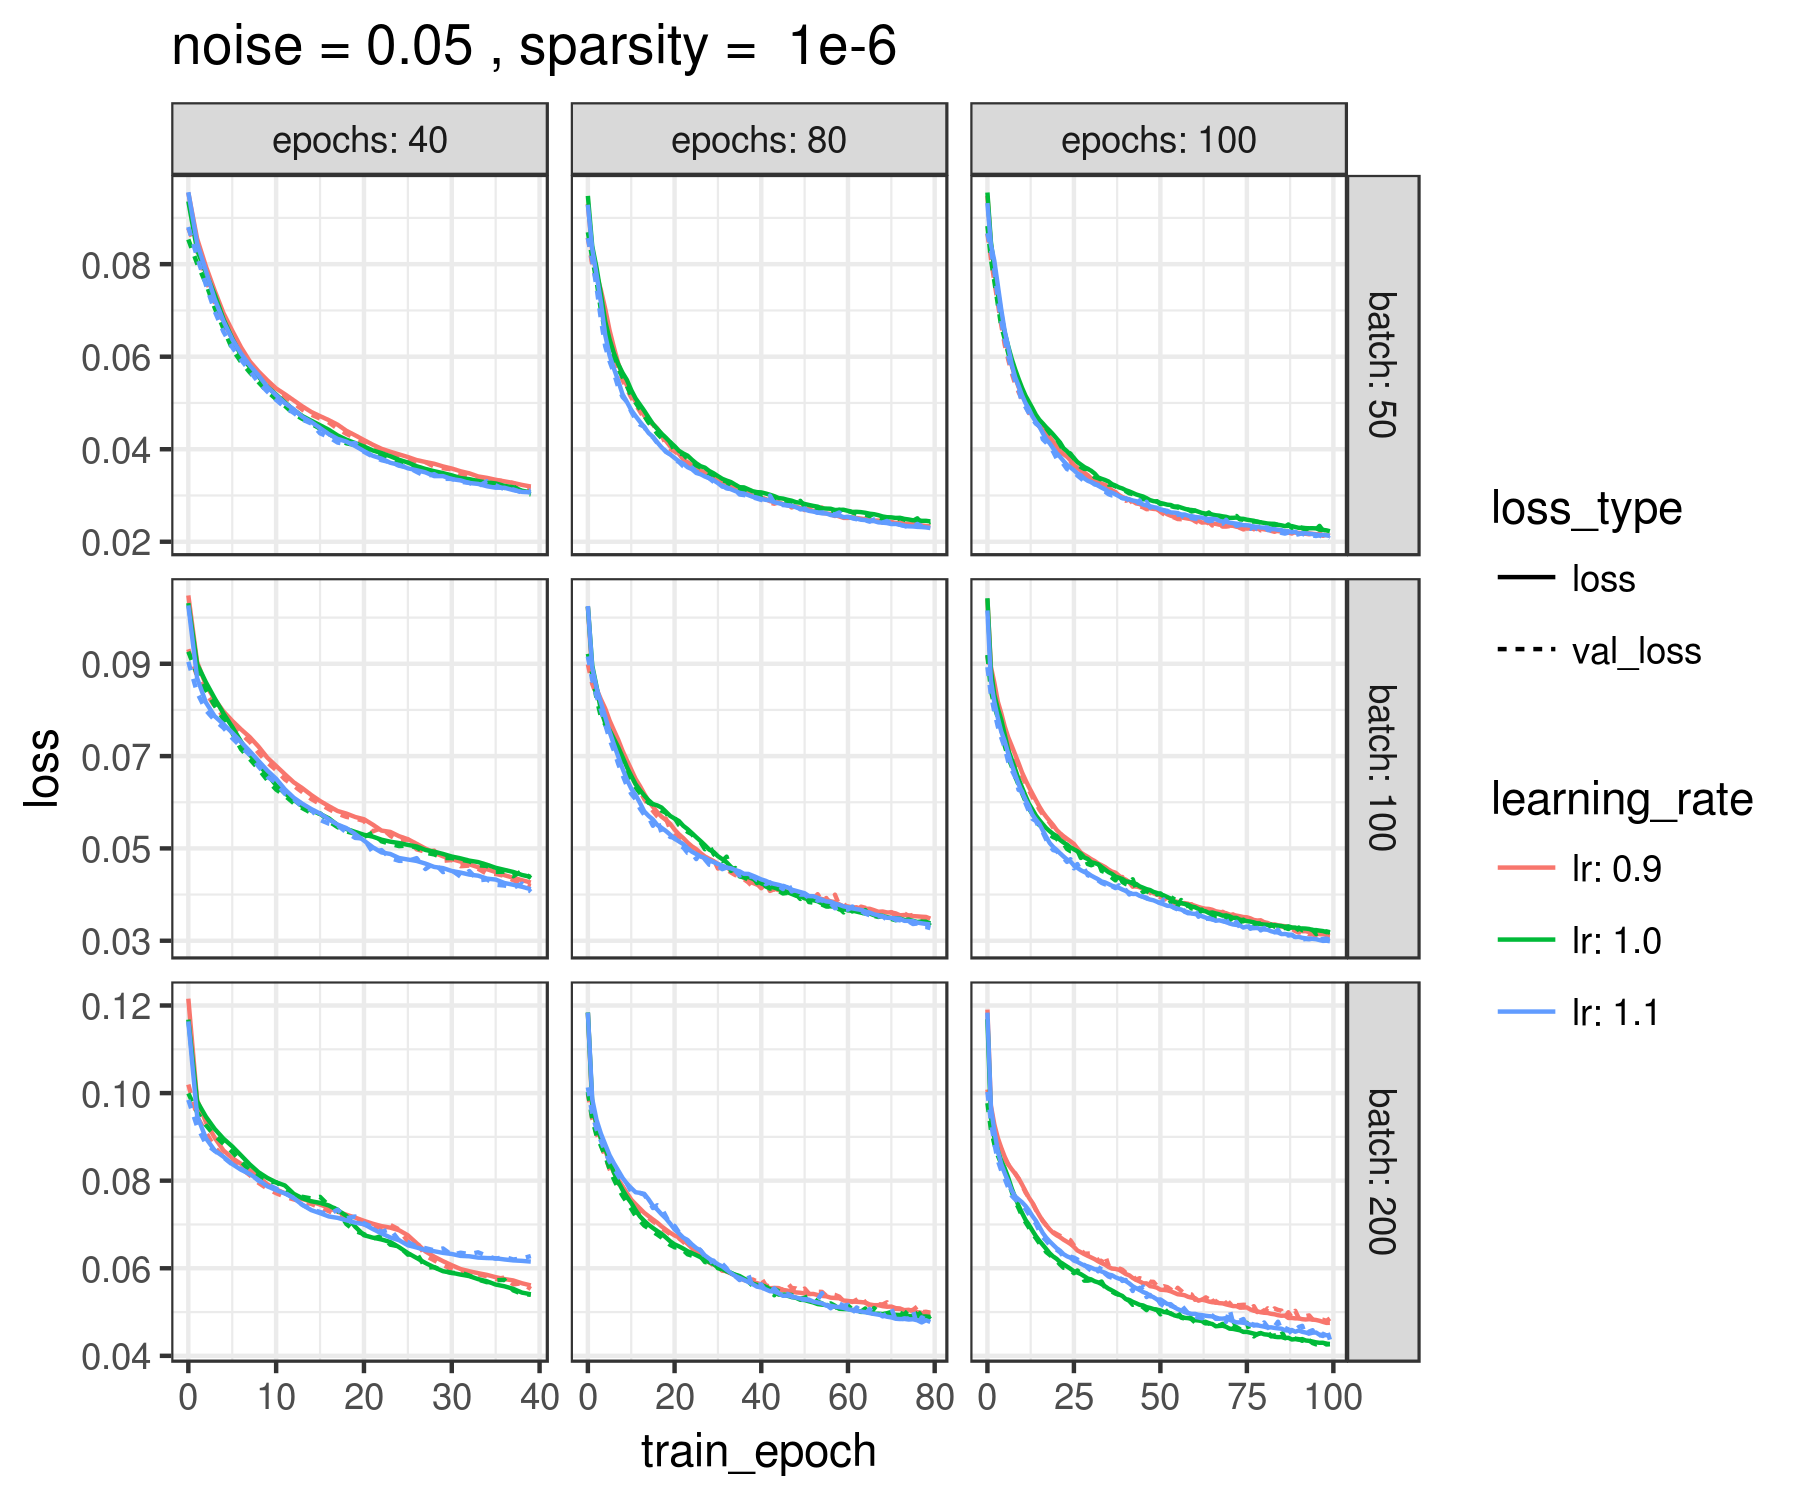 noise = 0.05 , sparsity =  1e-6
epochs: 40
epochs: 80
epochs: 100
0.08
0.06
0.04
0.02
batch: 50
0.09
0.07
0.05
0.03
batch: 100
0.12
0.10
0.08
0.06
0.04
batch: 200
0 10 20 30 40
0 20 40 60 80
0 25 50 75 100
train_epoch
loss
loss_type
loss
val_loss
learning_rate
lr: 0.9
lr: 1.0
lr: 1.1